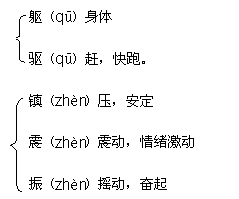 躯 (qū) 身体
驱 (qū) 赶，快跑。
镇 (zhèn) 压，安定
震 (zhèn) 震动，情绪激动
振 (zhèn) 摇动，奋起